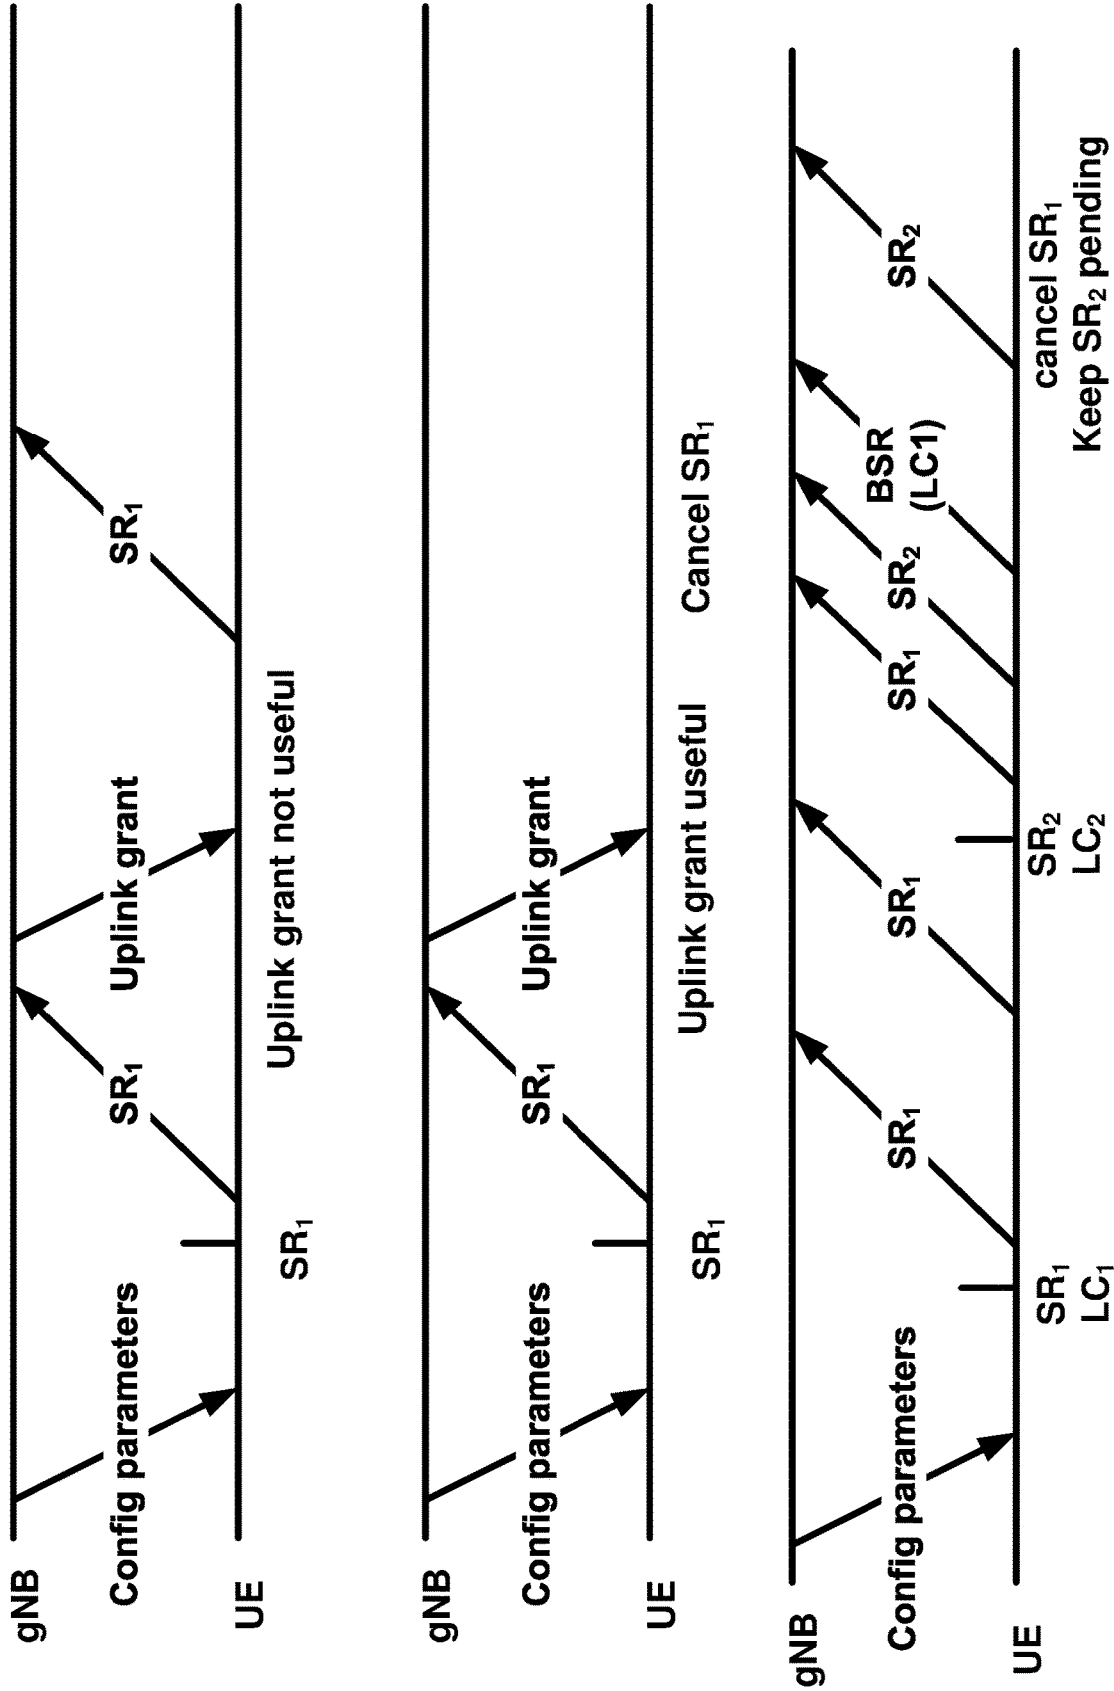 gNB
Config parameters
SR₁
Uplink grant
SR₁
UE
SR₁
Uplink grant not useful
gNB
Config parameters
SR₁
Uplink grant
UE
SR₁
Uplink grant useful
Cancel SR₁
gNB
Config parameters
SR₁
SR₁
SR₁
SR₂
BSR
(LC1)
SR₂
UE
SR₁
LC₁
SR₂
LC₂
cancel SR₁
Keep SR₂ pending